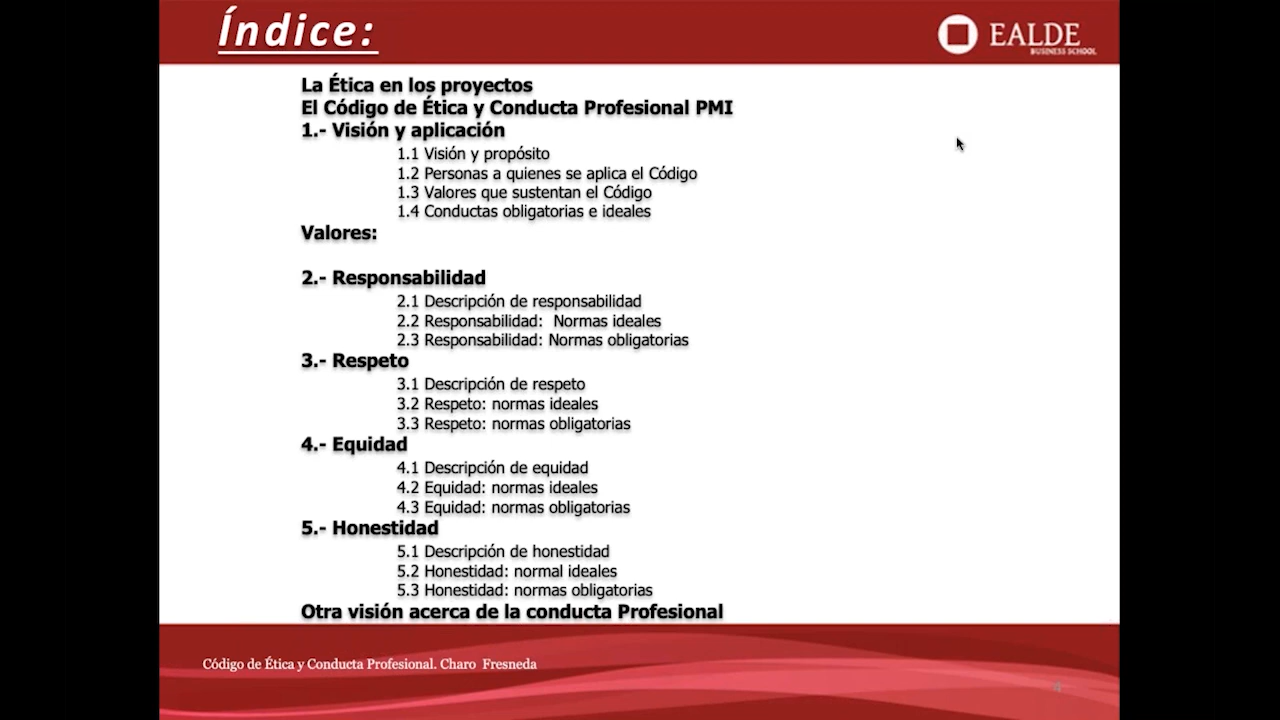 Índice:
EALDE
BUSINESS SCHOOL
La Ética en los proyectos
El Código de Ética y Conducta Profesional PMI
1.- Visión y aplicación
1.1 Visión y propósito
1.2 Personas a quienes se aplica el Código
1.3 Valores que sustentan el Código
1.4 Conductas obligatorias e ideales
Valores:
2.- Responsabilidad
2.1 Descripción de responsabilidad
2.2 Responsabilidad: Normas ideales
2.3 Responsabilidad: Normas obligatorias
3.- Respeto
3.1 Descripción de respeto
3.2 Respeto: normas ideales
3.3 Respeto: normas obligatorias
4.- Equidad
4.1 Descripción de equidad
4.2 Equidad: normas ideales
4.3 Equidad: normas obligatorias
5.- Honestidad
5.1 Descripción de honestidad
5.2 Honestidad: normal ideales
5.3 Honestidad: normas obligatorias
Otra visión acerca de la conducta Profesional
Código de Ética y Conducta Profesional. Charo Fresneda
4